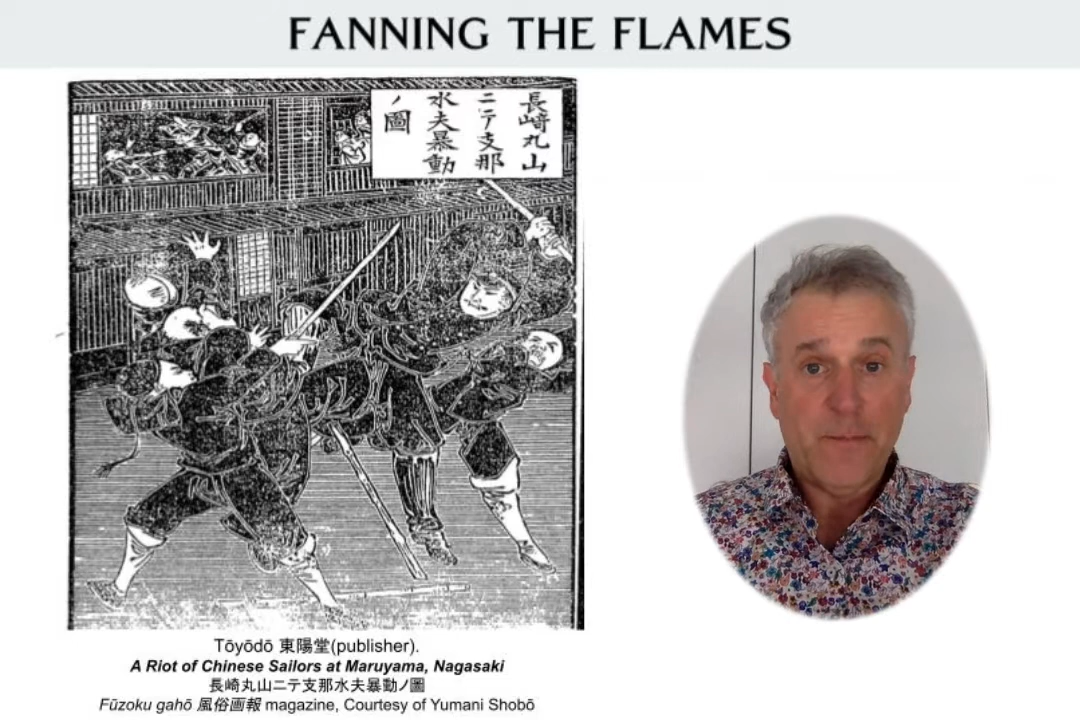 FANNING THE FLAMES
長崎丸山
ニテ支那
水夫暴動
ノ圖
Tōyōdō 東陽堂(publisher).
A Riot of Chinese Sailors at Maruyama, Nagasaki
長崎丸山ニテ支那水夫暴動ノ圖
Fūzoku gahō 風俗画報 magazine, Courtesy of Yumani Shobō